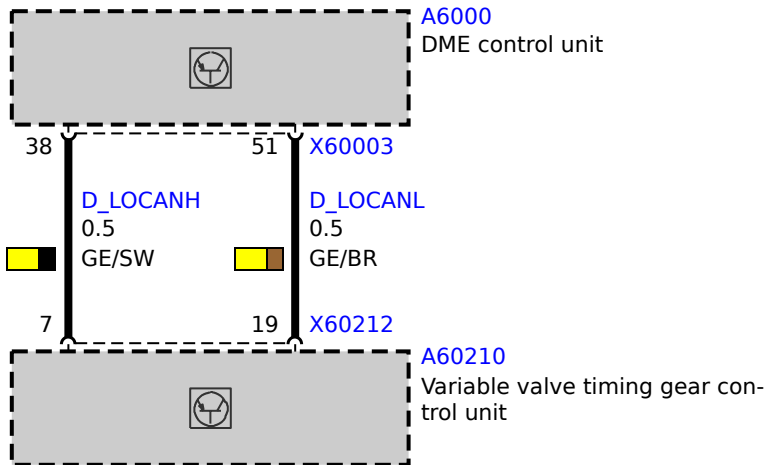 A6000
DME control unit
38
51
X60003
D_LOCANH
D_LOCANL
0.5
0.5
GE/SW
GE/BR
7
19
X60212
A60210
Variable valve timing gear con-
trol unit